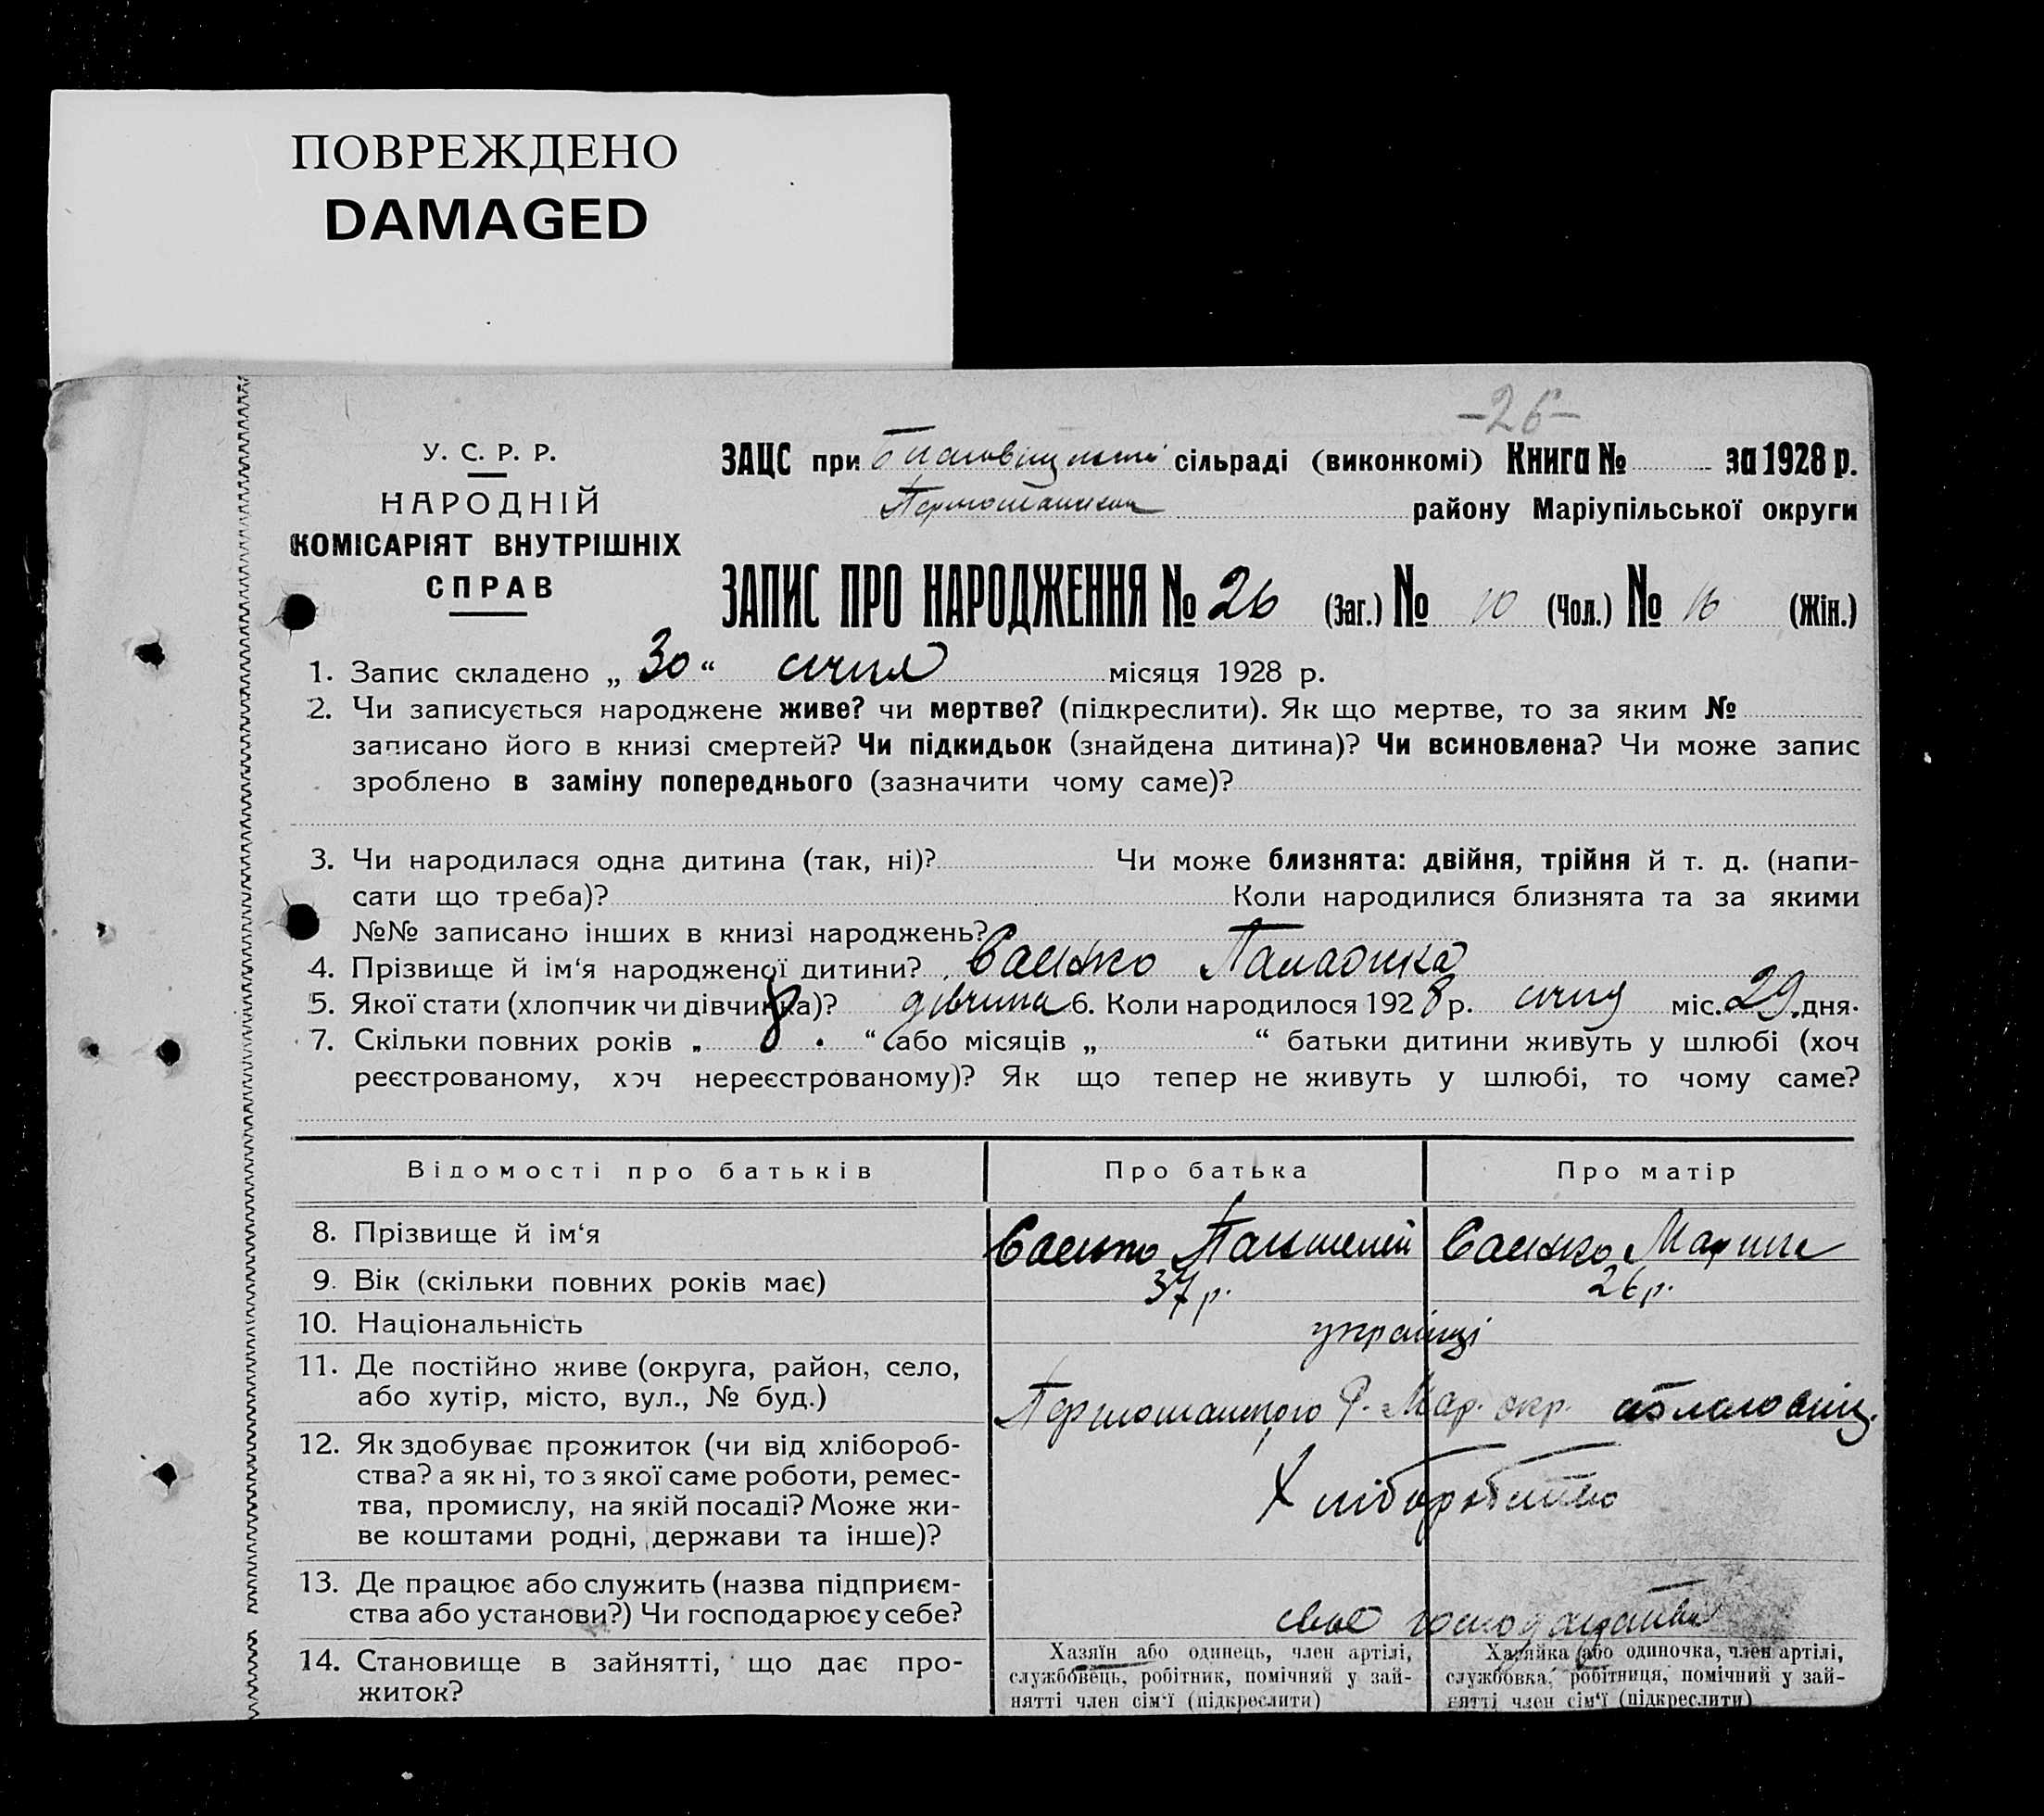 ПОВРЕЖДЕНО
DAMAGED
-26-
У. С. Р. Р.
НАРОДНІЙ
КОМІСАРІЯТ ВНУТРІШНІХ
СПРАВ
ЗАЦС при сільраді (виконкомі) Книга № за 1928 р.
району Маріупільської округи
ЗАПИС ПРО НАРОДЖЕННЯ № 26 (Заг.) № 10 (Чол.) № 16 (Жін.)
1. Запис складено „ 30 “ січня місяця 1928 р.
2. Чи записується народжене живе? чи мертве? (підкреслити). Як що мертве, то за яким №
записано його в книзі смертей? Чи підкидьок (знайдена дитина)? Чи всиновлена? Чи може запис
зроблено в заміну попереднього (зазначити чому саме)?
3. Чи народилася одна дитина (так, ні)? Чи може близнята: двійня, трійня й т. д. (напи-
сати що треба)? Коли народилися близнята та за якими
№№ записано інших в книзі народжень?
4. Прізвище й ім‘я народженої дитини? Саенко Палажка
5. Якої стати (хлопчик чи дівчинка)? дівчина 6. Коли народилося 1928 р. січня міс. 29 дня.
7. Скільки повних років „ 8 . “ або місяців „ “ батьки дитини живуть у шлюбі (хоч
реєстрованому, хоч нереєстрованому)? Як що тепер не живуть у шлюбі, то чому саме?
Відомості про батьків Про батька Про матір
8. Прізвище й ім‘я Саенко Саенко Марина
9. Вік (скільки повних років має) 37 р. 26 р.
10. Національність українці
11. Де постійно живе (округа, район, село,
або хутір, місто, вул., № буд.) Р. Мар. окр.
12. Як здобуває прожиток (чи від хлібороб-
ства? а як ні, то з якої саме роботи, ремес-
тва, промислу, на якій посаді? Може жи-
ве коштами родні, держави та інше)? Хліборобство
13. Де працює або служить (назва підприєм-
ства або установи?) Чи господарює у себе? свое господарство
14. Становище в зайнятті, що дає про-
житок?
Хазяїн або одинець, член артілі,
службовець, робітник, помічний у зай-
нятті член сім‘ї (підкреслити)
Хазяйка або одиночка, член артілі,
службовка, робітниця, помічний у зай-
нятті член сім‘ї (підкреслити)